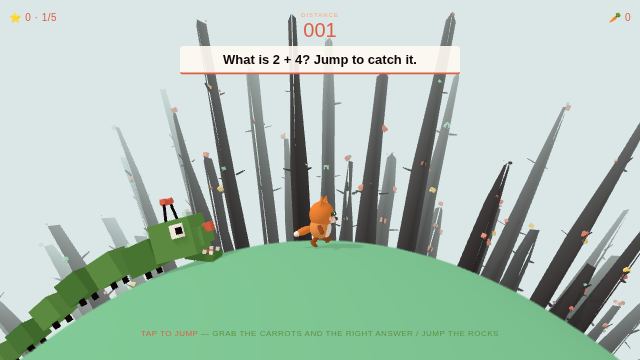 ⭐ 0 · 1/5
DISTANCE
001
🥕 0
What is 2 + 4? Jump to catch it.
TAP TO JUMP — GRAB THE CARROTS AND THE RIGHT ANSWER / JUMP THE ROCKS